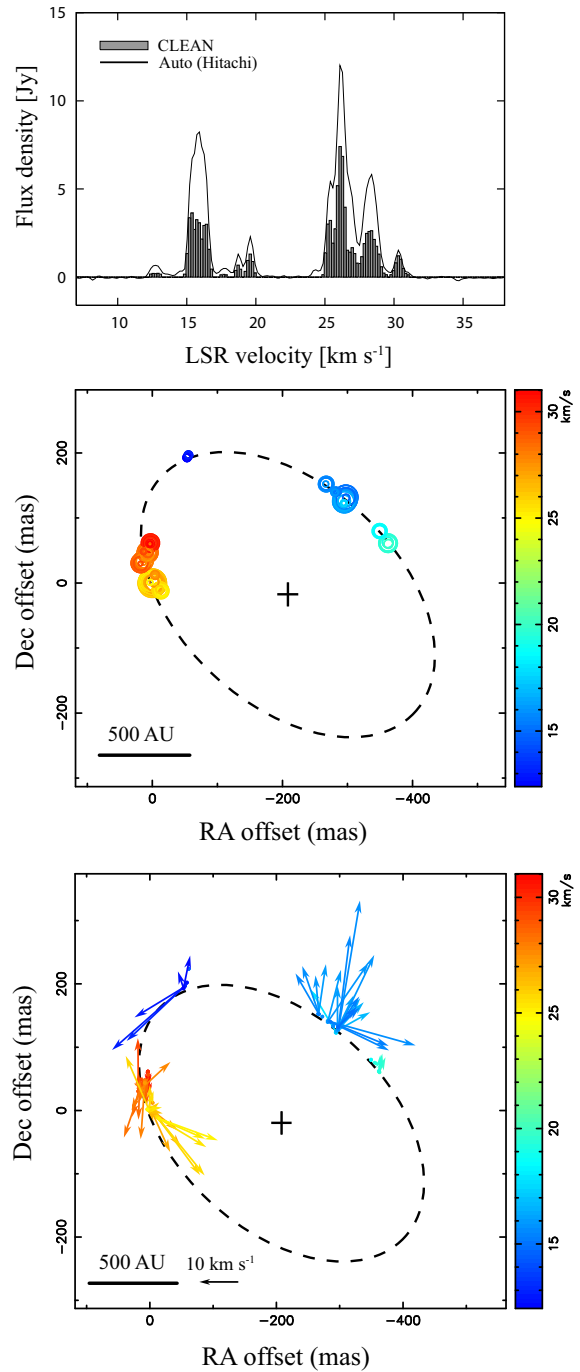 15
10
5
0
Flux density [Jy]
CLEAN
Auto (Hitachi)
10 15 20 25 30 35
LSR velocity [km s-1]
200
0
−200
Dec offset (mas)
500 AU
0 −200 −400
RA offset (mas)
km/s
30
25
20
15
200
0
−200
Dec offset (mas)
500 AU
10 km s-1
0 −200 −400
RA offset (mas)
km/s
30
25
20
15